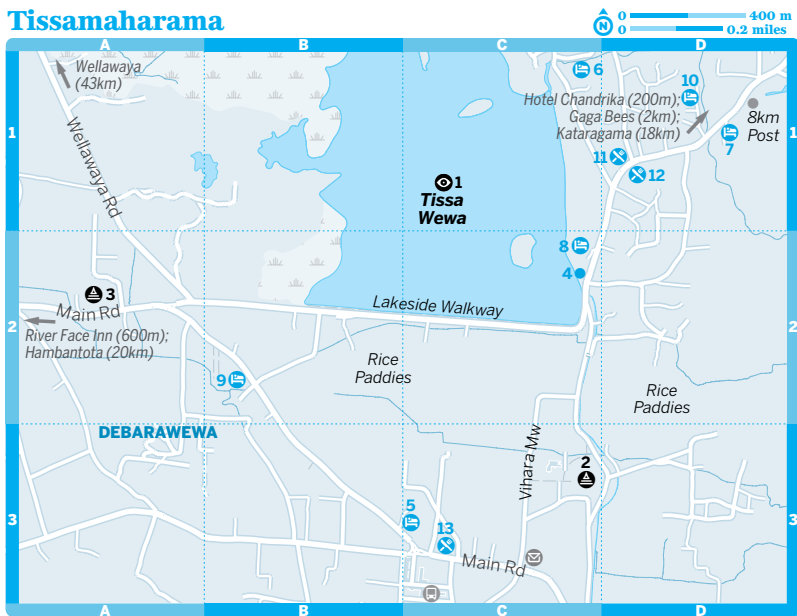 Tissamaharama
N
0 400 m
0 0.2 miles
A B C D
Wellawaya
(43km)
6
10
Hotel Chandrika (200m);
Gaga Bees (2km);
Kataragama (18km)
8km
Post
7
1 1
Wellawaya Rd
11
12
1
Tissa
Wewa
8
4
3
Main Rd
Lakeside Walkway
2 2
River Face Inn (600m);
Hambantota (20km)
Rice
Paddies
9
Rice
Paddies
DEBARAWEWA
Vihara Mw
2
3 3
5
13
Main Rd
A B C D